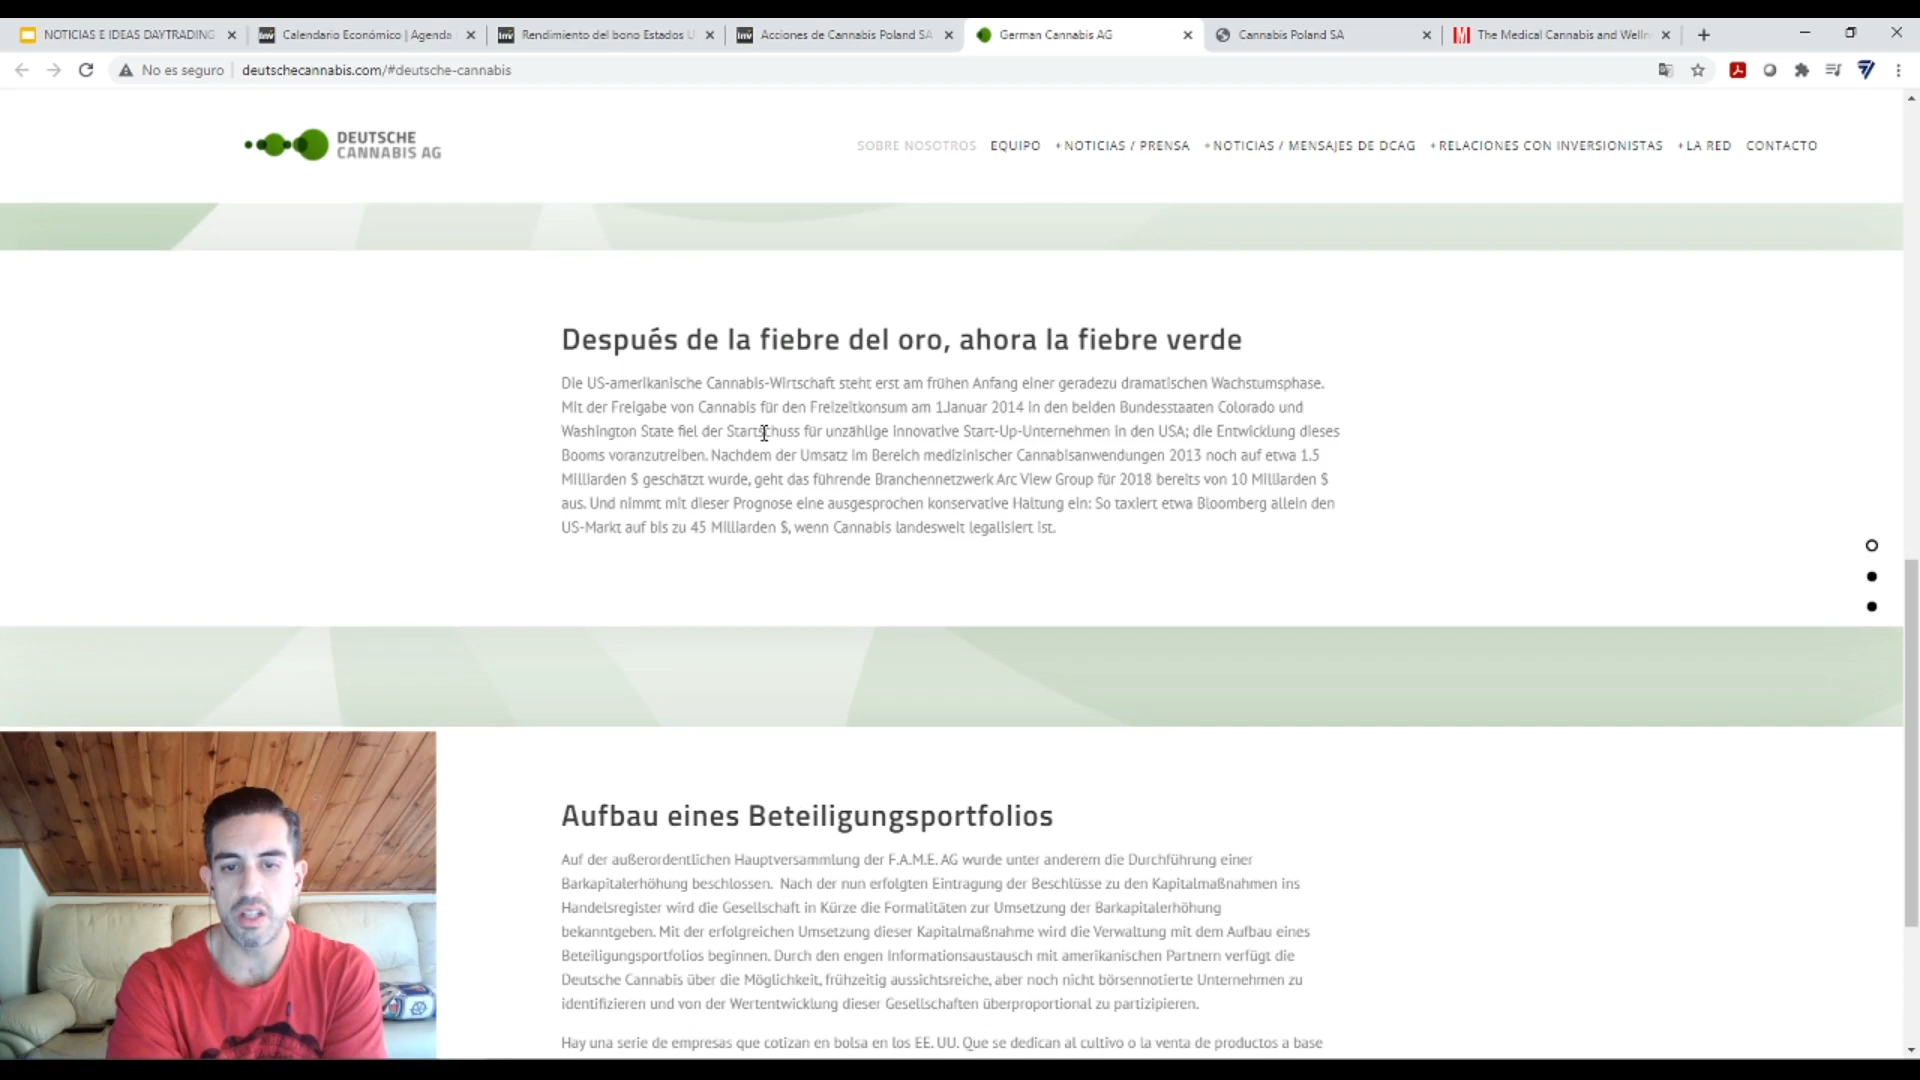 NOTICIAS E IDEAS DAYTRADING
Calendario Económico | Agenda
Rendimiento del bono Estados U
Acciones de Cannabis Poland SA
German Cannabis AG
Cannabis Poland SA
The Medical Cannabis and Welln
No es seguro
deutschecannabis.com/#deutsche-cannabis
DEUTSCHE
CANNABIS AG
SOBRE NOSOTROS EQUIPO +NOTICIAS / PRENSA +NOTICIAS / MENSAJES DE DCAG +RELACIONES CON INVERSIONISTAS +LA RED CONTACTO
Después de la fiebre del oro, ahora la fiebre verde
Die US-amerikanische Cannabis-Wirtschaft steht erst am frühen Anfang einer geradezu dramatischen Wachstumsphase.
Mit der Freigabe von Cannabis für den Freizeitkonsum am 1.Januar 2014 in den beiden Bundesstaaten Colorado und
Washington State fiel der Startschuss für unzählige innovative Start-Up-Unternehmen in den USA; die Entwicklung dieses
Booms voranzutreiben. Nachdem der Umsatz im Bereich medizinischer Cannabisanwendungen 2013 noch auf etwa 1.5
Milliarden $ geschätzt wurde, geht das führende Branchennetzwerk Arc View Group für 2018 bereits von 10 Milliarden $
aus. Und nimmt mit dieser Prognose eine ausgesprochen konservative Haltung ein: So taxiert etwa Bloomberg allein den
US-Markt auf bis zu 45 Milliarden $, wenn Cannabis landesweit legalisiert ist.
Aufbau eines Beteiligungsportfolios
Auf der außerordentlichen Hauptversammlung der F.A.M.E. AG wurde unter anderem die Durchführung einer
Barkapitalerhöhung beschlossen. Nach der nun erfolgten Eintragung der Beschlüsse zu den Kapitalmaßnahmen ins
Handelsregister wird die Gesellschaft in Kürze die Formalitäten zur Umsetzung der Barkapitalerhöhung
bekanntgeben. Mit der erfolgreichen Umsetzung dieser Kapitalmaßnahme wird die Verwaltung mit dem Aufbau eines
Beteiligungsportfolios beginnen. Durch den engen Informationsaustausch mit amerikanischen Partnern verfügt die
Deutsche Cannabis über die Möglichkeit, frühzeitig aussichtsreiche, aber noch nicht börsennotierte Unternehmen zu
identifizieren und von der Wertentwicklung dieser Gesellschaften überproportional zu partizipieren.
Hay una serie de empresas que cotizan en bolsa en los EE. UU. Que se dedican al cultivo o la venta de productos a base